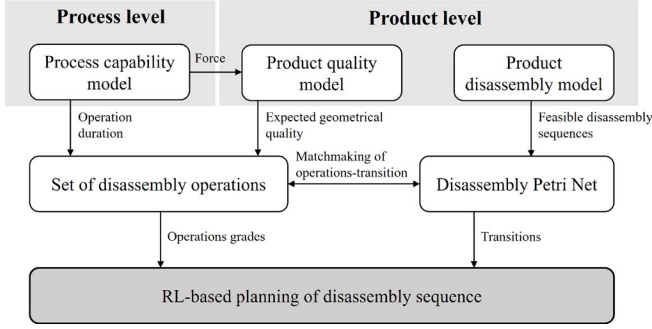 Process level
Product level
Process capability
model
Force
Product quality
model
Product
disassembly model
Operation
duration
Expected geometrical
quality
Feasible disassembly
sequences
Matchmaking of
operations-transition
Set of disassembly operations
Disassembly Petri Net
Operations grades
Transitions
RL-based planning of disassembly sequence